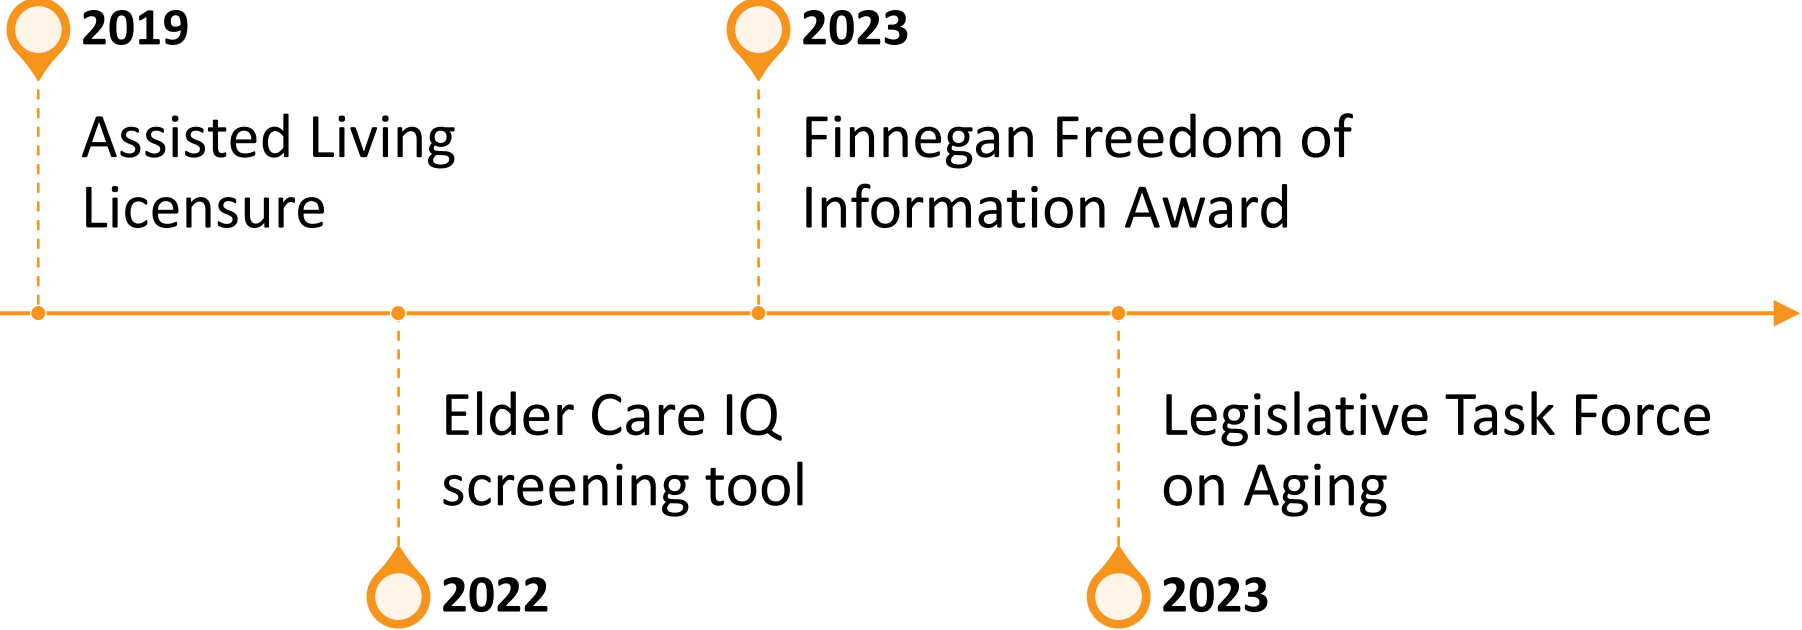 2019
Assisted Living
Licensure
Elder Care IQ
screening tool
2022
2023
Finnegan Freedom of
Information Award
Legislative Task Force
on Aging
2023